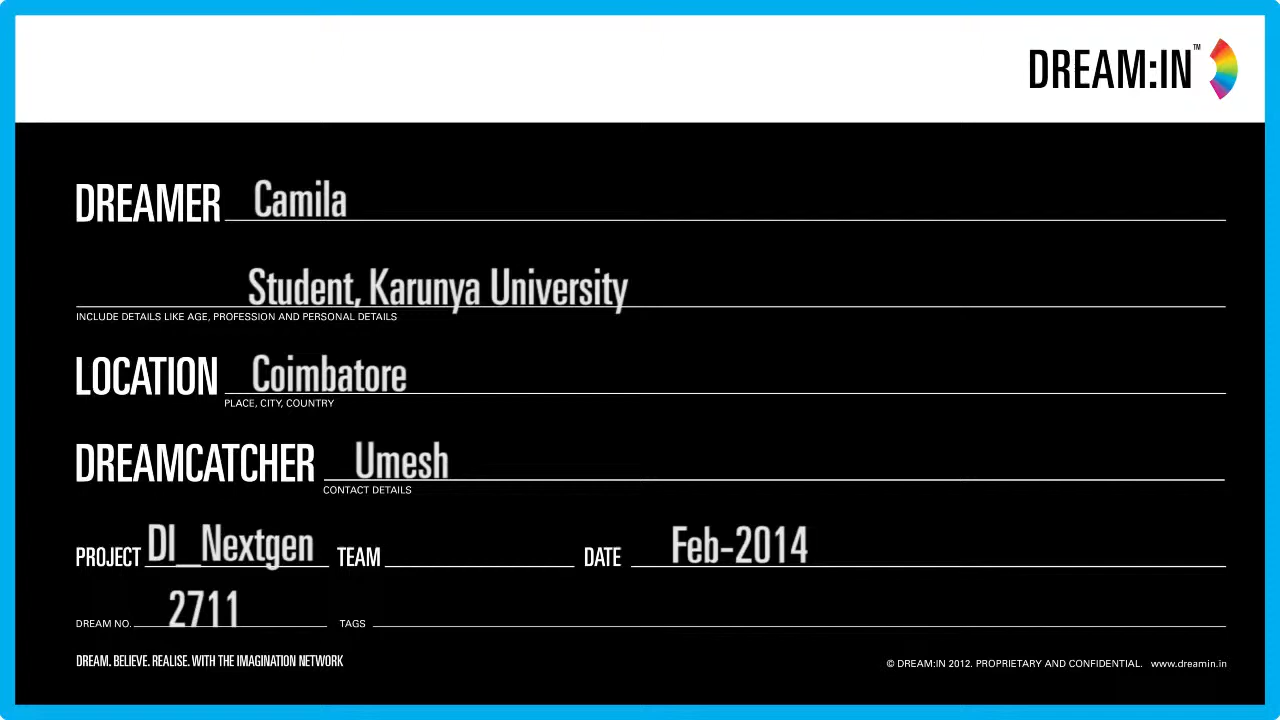 DREAM:IN™
DREAMER Camila
Student, Karunya University
INCLUDE DETAILS LIKE AGE, PROFESSION AND PERSONAL DETAILS
LOCATION Coimbatore
PLACE, CITY, COUNTRY
DREAMCATCHER Umesh
CONTACT DETAILS
PROJECT DI_Nextgen TEAM DATE Feb-2014
DREAM NO. 2711 TAGS
DREAM. BELIEVE. REALISE. WITH THE IMAGINATION NETWORK © DREAM:IN 2012. PROPRIETARY AND CONFIDENTIAL. www.dreamin.in